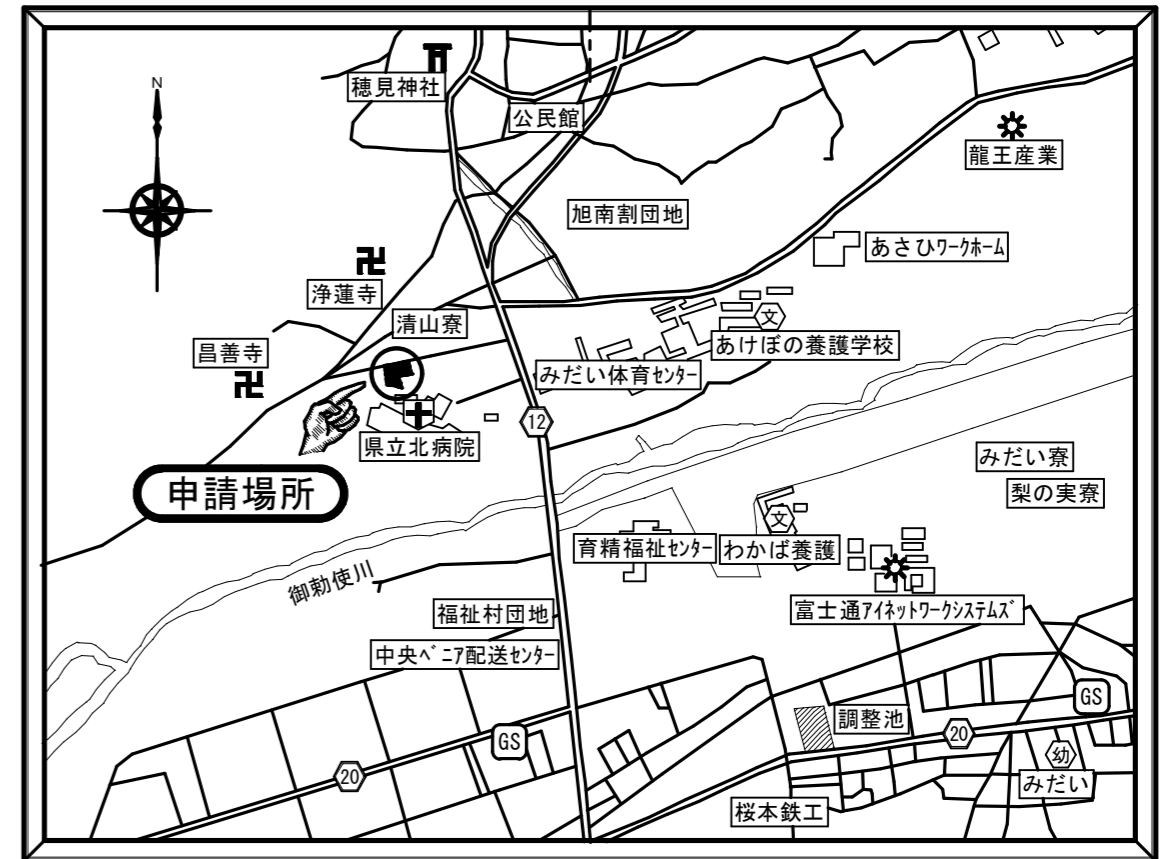 N
穂見神社
公民館
龍王産業
旭南割団地
あさひワークホーム
浄蓮寺
清山寮
文
あけぼの養護学校
昌善寺
みだい体育センター
12
県立北病院
みだい寮
申請場所
梨の実寮
文
育精福祉センター
わかば養護
御勅使川
福祉村団地
富士通アイネットワークシステムズ
中央ベニア配送センター
GS
調整池
GS
20
20
幼
みだい
桜本鉄工